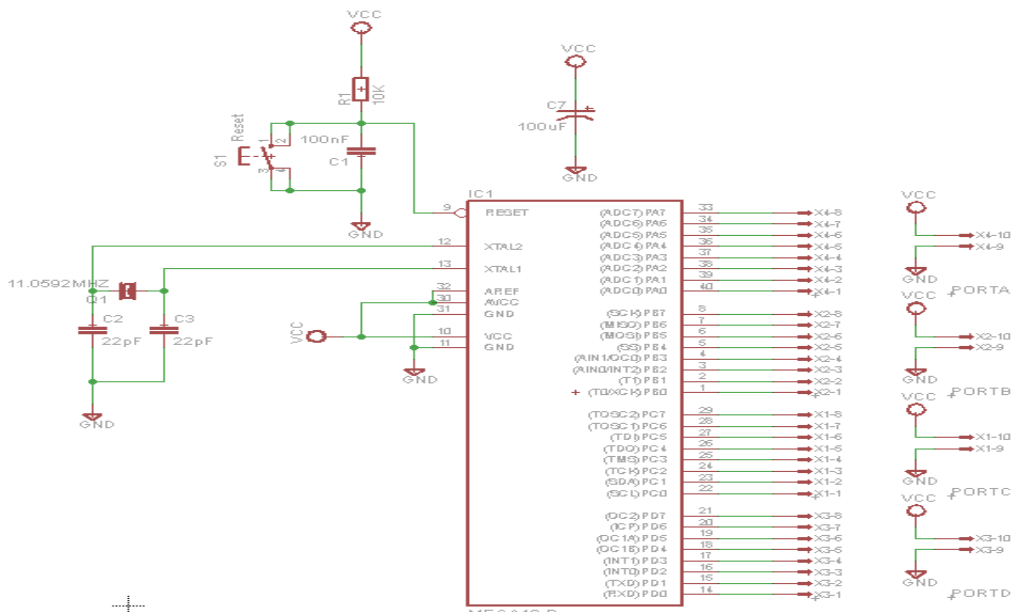 VCC
R1
10K
VCC
C7
100uF
GND
Reset
S1
1
2
3
4
100nF
C1
GND
IC1
9 RESET
12 XTAL2
13 XTAL1
32 AREF
30 AVCC
31 GND
10 VCC
11 GND
11.0592MHZ
Q1
C2
22pF
C3
22pF
GND
VCC
GND
(ADC7)PA7 33 X4-8
(ADC6)PA6 34 X4-7
(ADC5)PA5 35 X4-6
(ADC4)PA4 36 X4-5
(ADC3)PA3 37 X4-4
(ADC2)PA2 38 X4-3
(ADC1)PA1 39 X4-2
(ADC0)PA0 40 X4-1
(SCK)PB7 8 X2-8
(MISO)PB6 7 X2-7
(MOSI)PB5 6 X2-6
(SS)PB4 5 X2-5
(AIN1/OC0)PB3 4 X2-4
(AIN0/INT2)PB2 3 X2-3
(T1)PB1 2 X2-2
(T0/XCK)PB0 1 X2-1
(TOSC2)PC7 29 X1-8
(TOSC1)PC6 28 X1-7
(TDI)PC5 27 X1-6
(TDO)PC4 26 X1-5
(TMS)PC3 25 X1-4
(TCK)PC2 24 X1-3
(SDA)PC1 23 X1-2
(SCL)PC0 22 X1-1
(OC2)PD7 21 X3-8
(ICP)PD6 20 X3-7
(OC1A)PD5 19 X3-6
(OC1B)PD4 18 X3-5
(INT1)PD3 17 X3-4
(INT0)PD2 16 X3-3
(TXD)PD1 15 X3-2
(RXD)PD0 14 X3-1
VCC
X4-10
X4-9
GND
PORTA
VCC
X2-10
X2-9
GND
PORTB
VCC
X1-10
X1-9
GND
PORTC
VCC
X3-10
X3-9
GND
PORTD